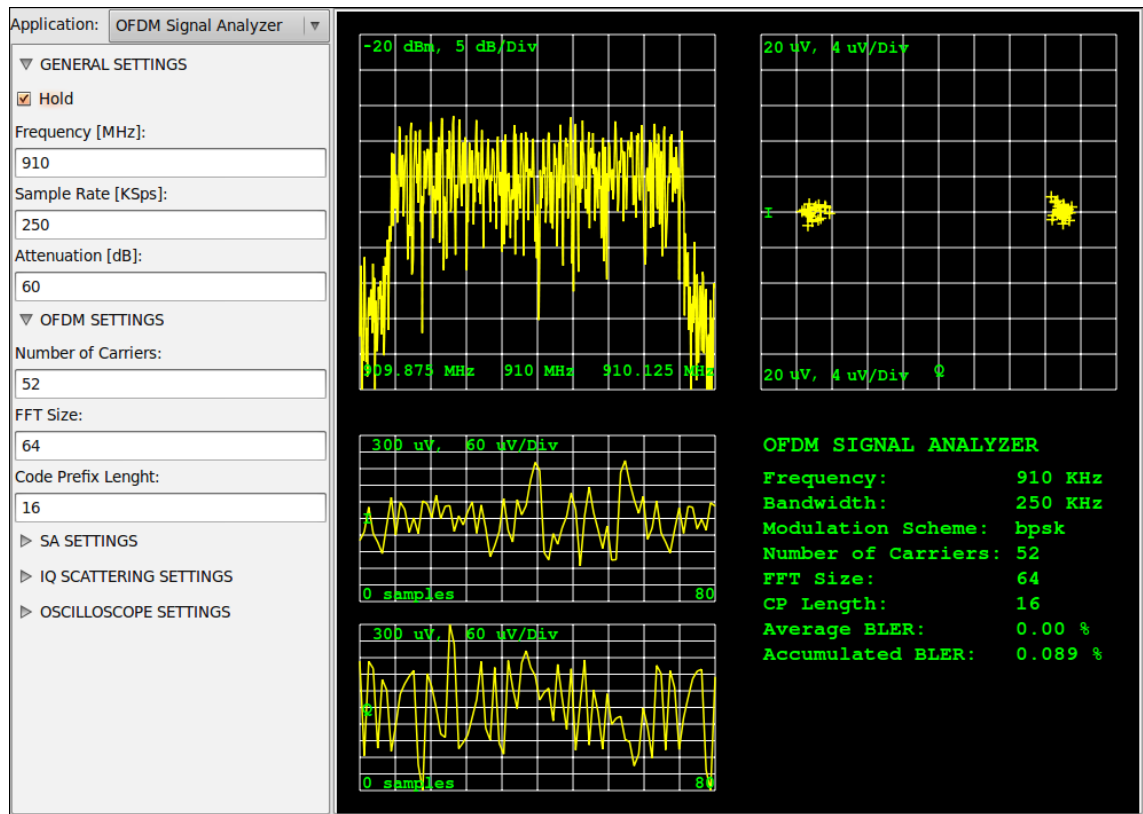 Application: OFDM Signal Analyzer
GENERAL SETTINGS
Hold
Frequency [MHz]:
910
Sample Rate [KSps]:
250
Attenuation [dB]:
60
OFDM SETTINGS
Number of Carriers:
52
FFT Size:
64
Code Prefix Lenght:
16
SA SETTINGS
IQ SCATTERING SETTINGS
OSCILLOSCOPE SETTINGS
-20 dBm, 5 dB/Div
909.875 MHz 910 MHz 910.125 MHz
20 uV, 4 uV/Div
I
20 uV, 4 uV/Div Q
300 uV, 60 uV/Div
I
0 samples 80
300 uV, 60 uV/Div
Q
0 samples 80
OFDM SIGNAL ANALYZER
Frequency: 910 KHz
Bandwidth: 250 KHz
Modulation Scheme: bpsk
Number of Carriers: 52
FFT Size: 64
CP Length: 16
Average BLER: 0.00 %
Accumulated BLER: 0.089 %